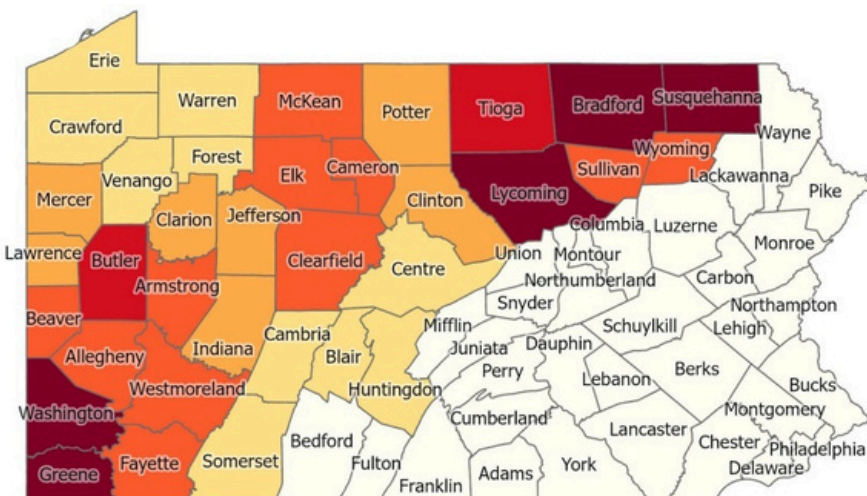 Erie
Warren
McKean
Potter
Tioga
Bradford
Susquehanna
Crawford
Wayne
Forest
Wyoming
Venango
Elk
Cameron
Sullivan
Lackawanna
Mercer
Clarion
Jefferson
Clinton
Lycoming
Pike
Columbia
Luzerne
Lawrence
Butler
Clearfield
Centre
Union
Montour
Monroe
Armstrong
Northumberland
Carbon
Beaver
Snyder
Northampton
Allegheny
Indiana
Cambria
Blair
Mifflin
Juniata
Dauphin
Schuylkill
Lehigh
Westmoreland
Huntingdon
Perry
Lebanon
Berks
Bucks
Washington
Cumberland
Lancaster
Montgomery
Greene
Fayette
Somerset
Bedford
Fulton
Franklin
Adams
York
Chester
Philadelphia
Delaware